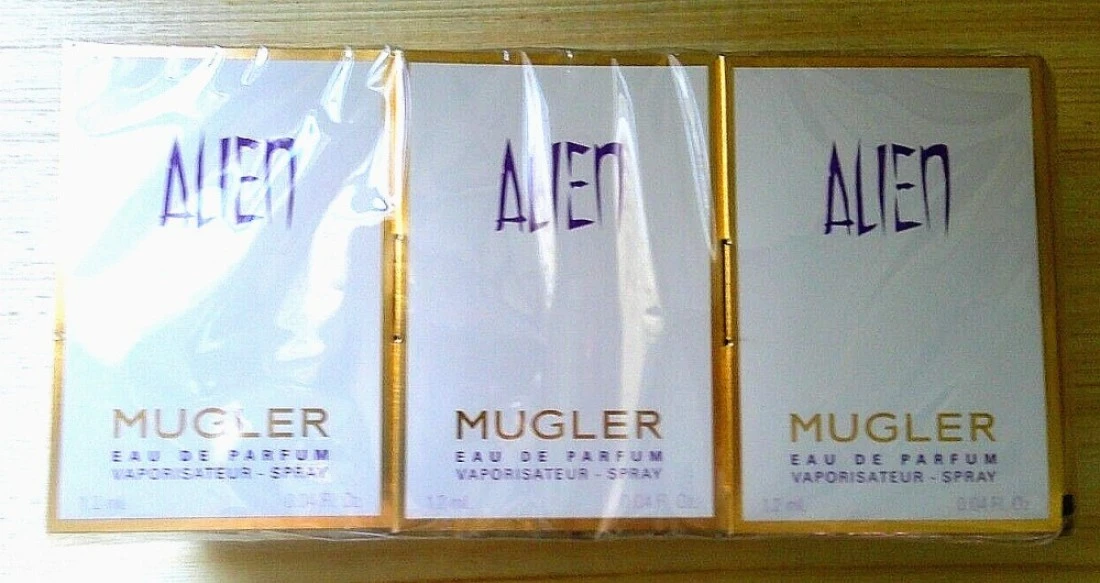 ALIEN
MUGLER
EAU DE PARFUM
VAPORISATEUR - SPRAY
1.2 mL 0.04 Fl. Oz
ALIEN
MUGLER
EAU DE PARFUM
VAPORISATEUR - SPRAY
1.2 mL 0.04 Fl. Oz
ALIEN
MUGLER
EAU DE PARFUM
VAPORISATEUR - SPRAY
1.2 mL 0.04 Fl. Oz